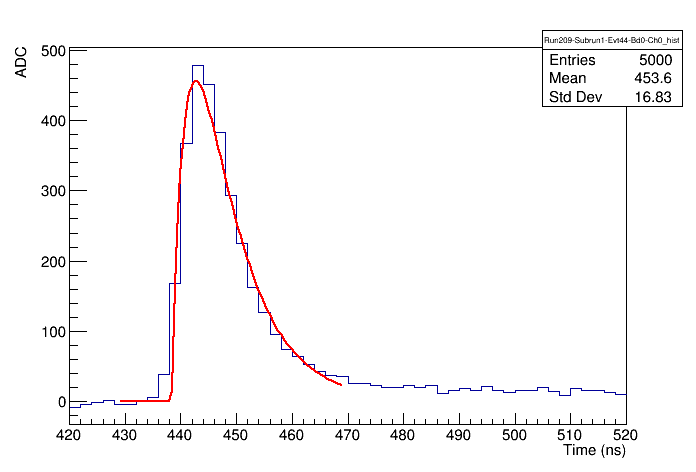 Run209-Subrun1-Evt44-Bd0-Ch0_hist
Entries 5000
Mean 453.6
Std Dev 16.83
ADC
500
400
300
200
100
0
420 430 440 450 460 470 480 490 500 510 520
Time (ns)